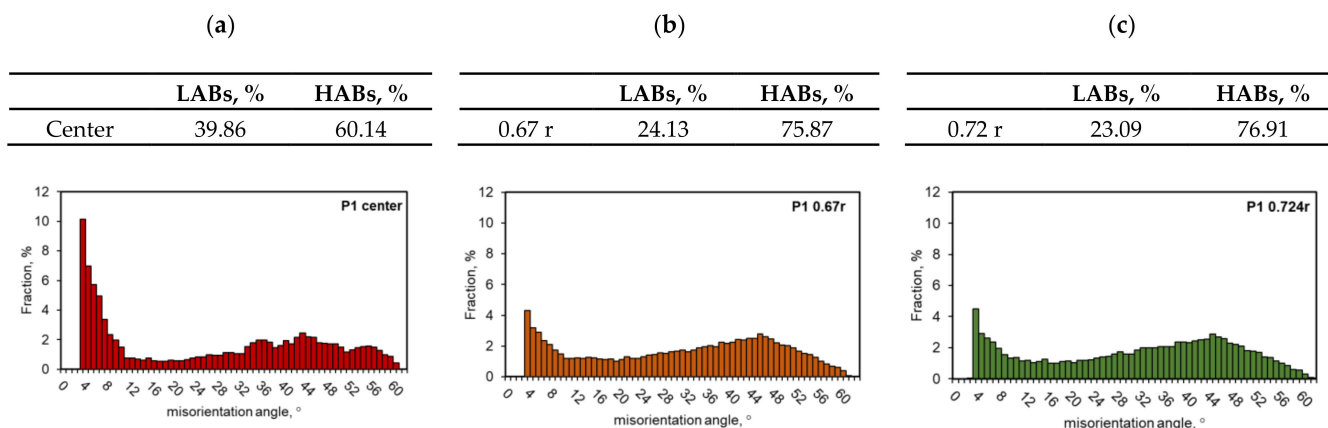 (a) (b) (c)
LABs, % HABs, %
Center 39.86 60.14
LABs, % HABs, %
0.67 r 24.13 75.87
LABs, % HABs, %
0.72 r 23.09 76.91
P1 center
Fraction, %
12
10
8
6
4
2
0
0 4 8 12 16 20 24 28 32 36 40 44 48 52 56 60
misorientation angle, °
P1 0.67r
Fraction, %
12
10
8
6
4
2
0
0 4 8 12 16 20 24 28 32 36 40 44 48 52 56 60
misorientation angle, °
P1 0.724r
Fraction, %
12
10
8
6
4
2
0
0 4 8 12 16 20 24 28 32 36 40 44 48 52 56 60
misorientation angle, °